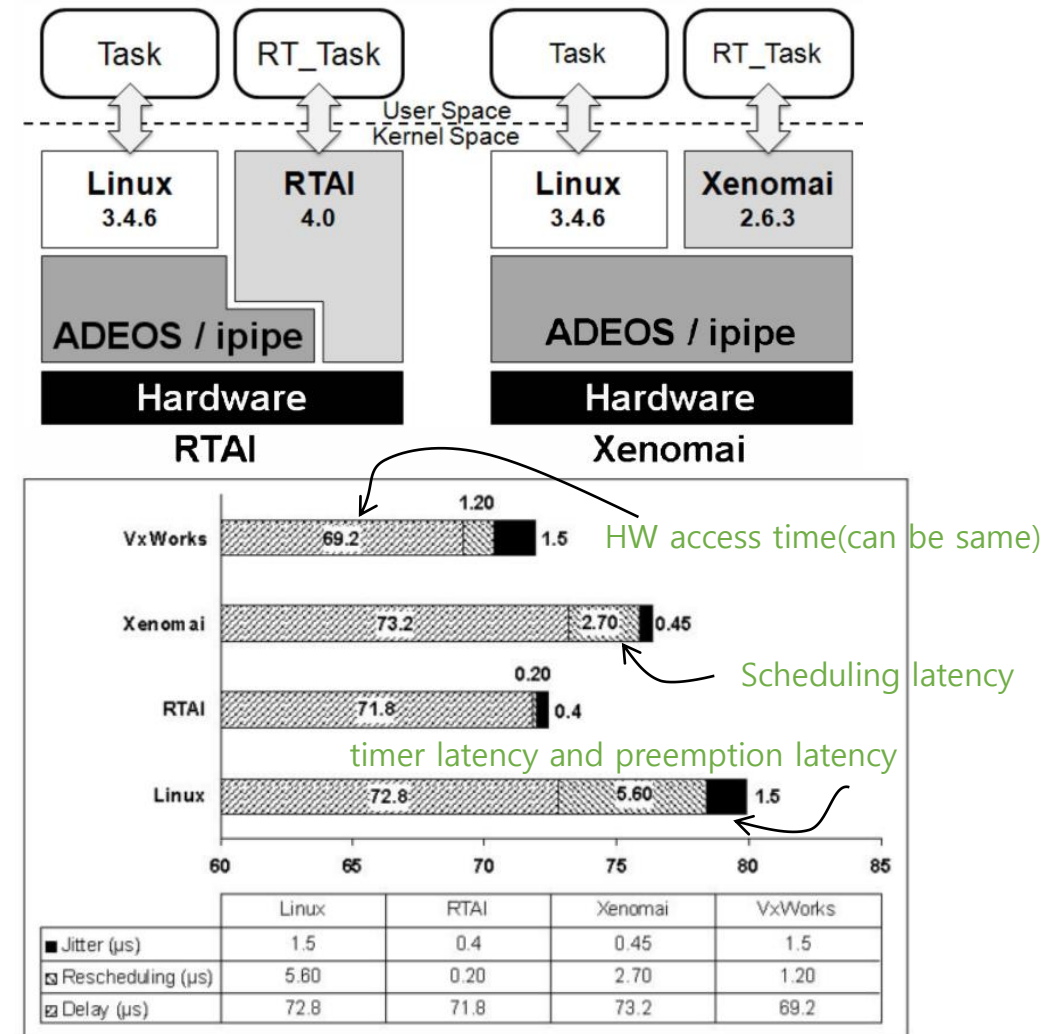 Task RT_Task Task RT_Task
User Space
Kernel Space
Linux RTAI Linux Xenomai
3.4.6 4.0 3.4.6 2.6.3
ADEOS / ipipe ADEOS / ipipe
Hardware Hardware
RTAI Xenomai
1.20
VxWorks 69.2 1.5 HW access time(can be same)
Xenomai 73.2 2.70 0.45
Scheduling latency
0.20
RTAI 71.8 0.4
timer latency and preemption latency
Linux 72.8 5.60 1.5
60 65 70 75 80 85
Linux RTAI Xenomai VxWorks
Jitter (µs) 1.5 0.4 0.45 1.5
Rescheduling (µs) 5.60 0.20 2.70 1.20
Delay (µs) 72.8 71.8 73.2 69.2